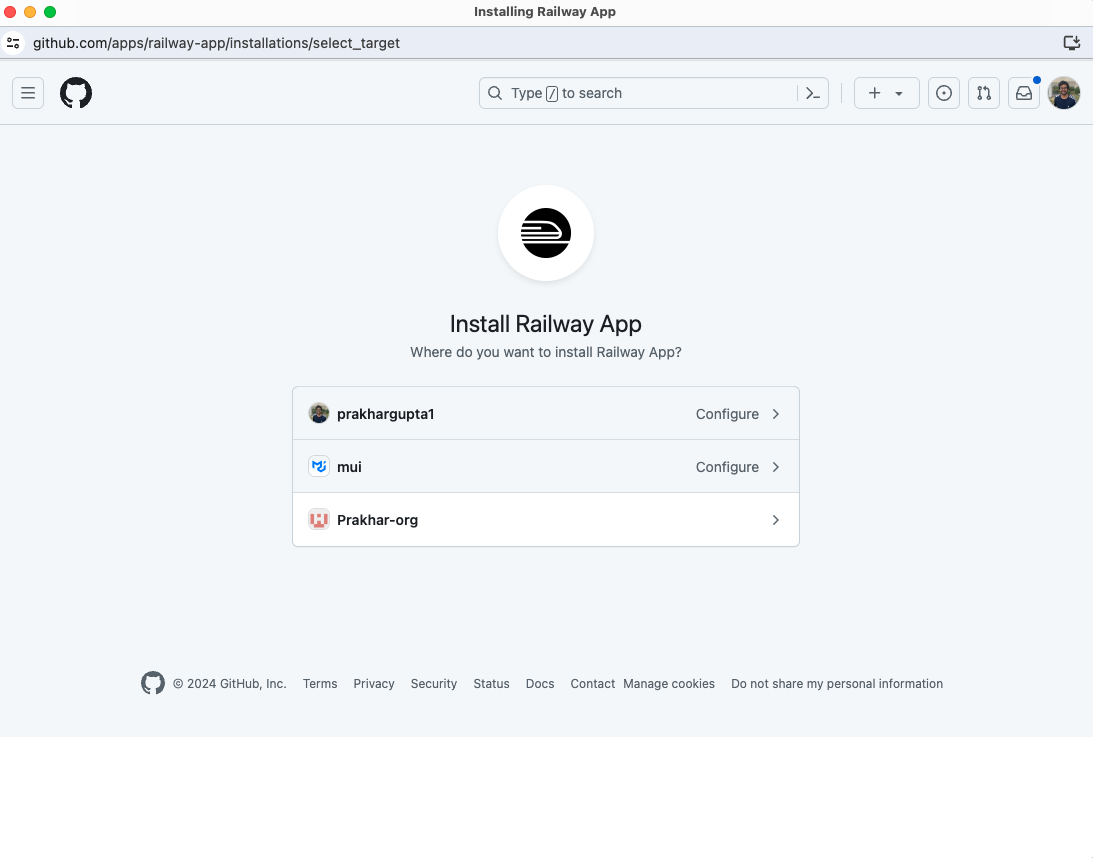 Installing Railway App
github.com/apps/railway-app/installations/select_target
Type / to search
Install Railway App
Where do you want to install Railway App?
prakhargupta1 Configure
mui Configure
Prakhar-org
© 2024 GitHub, Inc. Terms Privacy Security Status Docs Contact Manage cookies Do not share my personal information